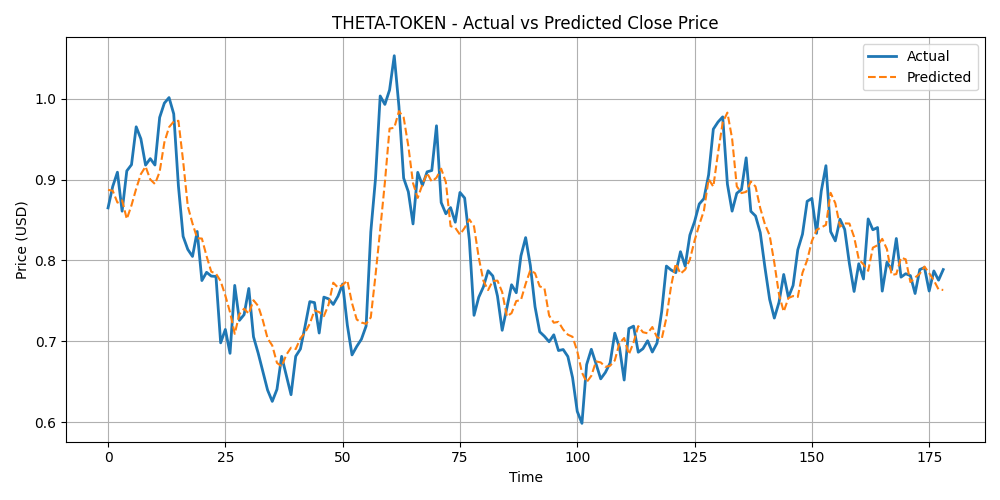 THETA-TOKEN - Actual vs Predicted Close Price
Actual
Predicted
Price (USD)
1.0
0.9
0.8
0.7
0.6
0 25 50 75 100 125 150 175
Time